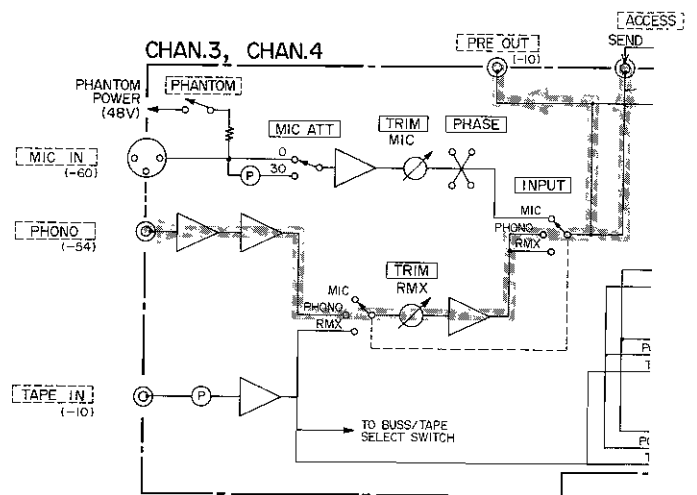 ACCESS
SEND
PRE OUT
(-10)
CHAN.3, CHAN.4
PHANTOM
POWER
(48V)
PHANTOM
MIC ATT
TRIM
MIC
PHASE
MIC IN
(-60)
0
30
P
INPUT
MIC
PHONO
RMX
PHONO
(-54)
TRIM
RMX
MIC
PHONO
RMX
TAPE IN
(-10)
P
TO BUSS/TAPE
SELECT SWITCH